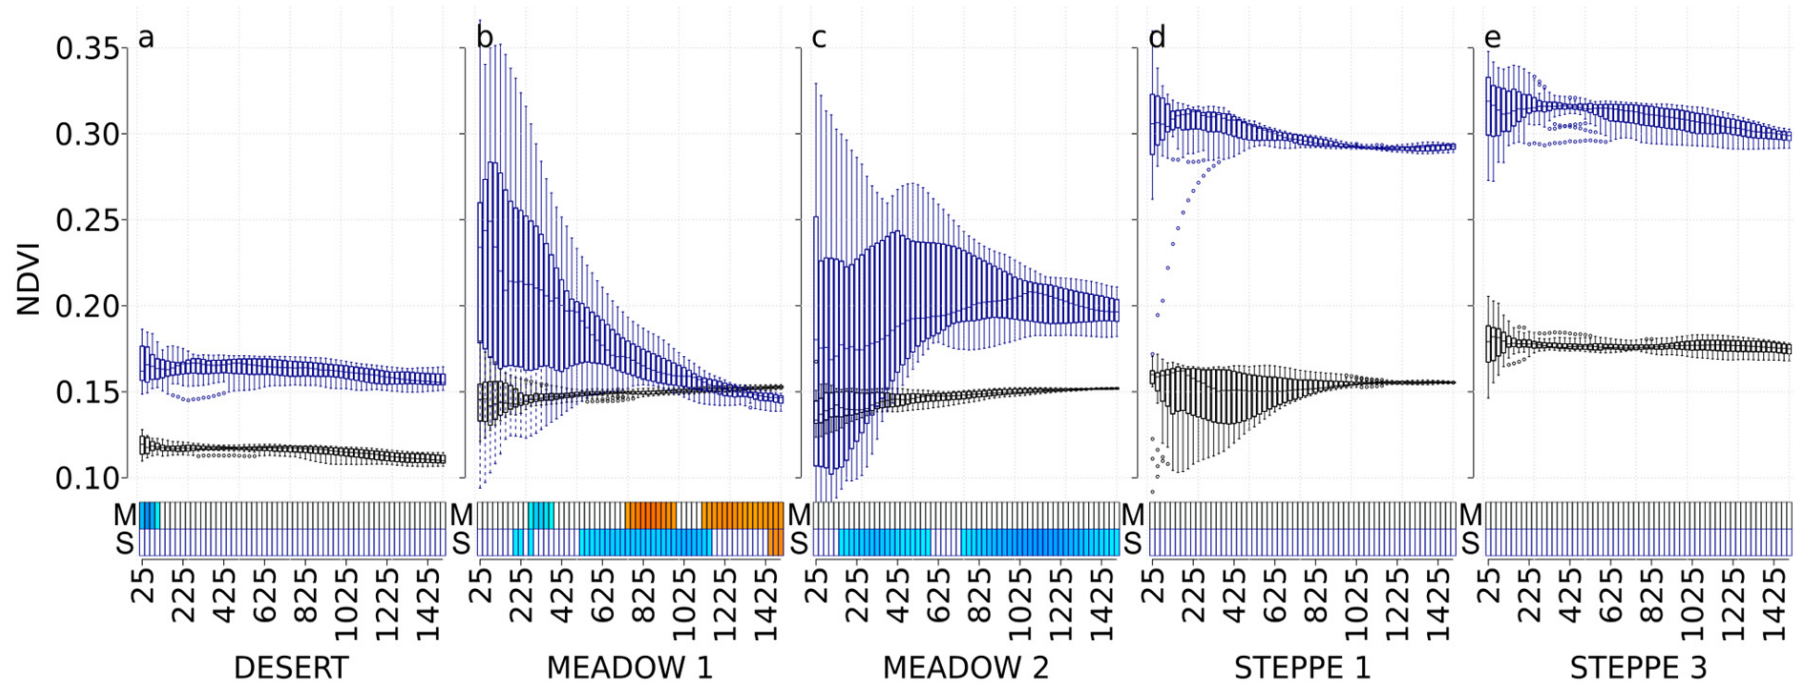 a b c d e
0.35
0.30
0.25
0.20
0.15
0.10
NDVI
M M M M M
S S S S S
25 225 425 625 825 1025 1225 1425 25 225 425 625 825 1025 1225 1425 25 225 425 625 825 1025 1225 1425 25 225 425 625 825 1025 1225 1425 25 225 425 625 825 1025 1225 1425
DESERT MEADOW 1 MEADOW 2 STEPPE 1 STEPPE 3